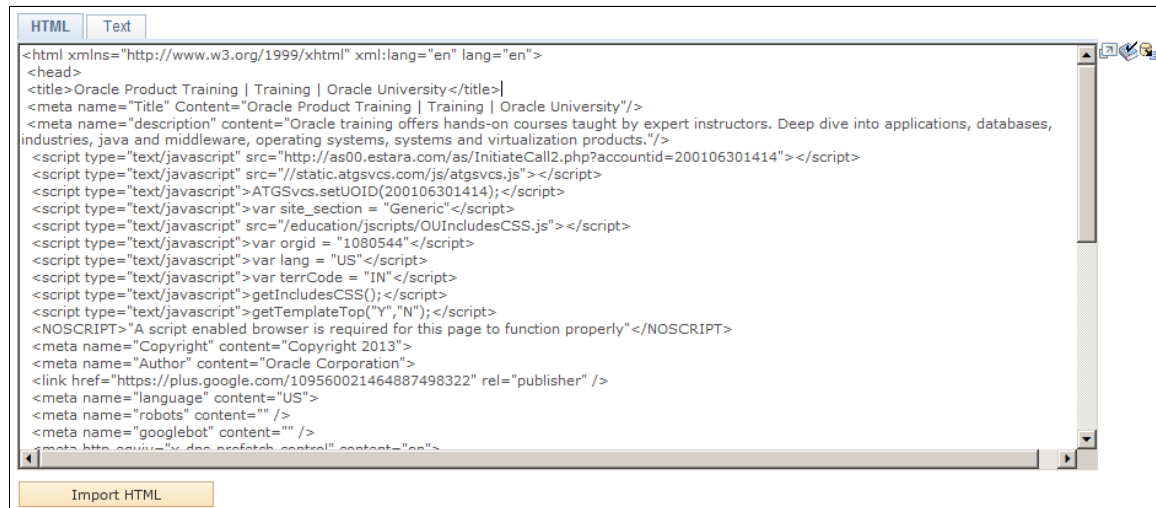 HTML Text
<html xmlns="http://www.w3.org/1999/xhtml" xml:lang="en" lang="en">
<head>
<title>Oracle Product Training | Training | Oracle University</title>
<meta name="Title" Content="Oracle Product Training | Training | Oracle University"/>
<meta name="description" content="Oracle training offers hands-on courses taught by expert instructors. Deep dive into applications, databases,
industries, java and middleware, operating systems, systems and virtualization products."/>
<script type="text/javascript" src="http://as00.estara.com/as/InitiateCall2.php?accountid=200106301414"></script>
<script type="text/javascript" src="//static.atgsvcs.com/js/atgsvcs.js"></script>
<script type="text/javascript">ATGSvcs.setUOID(200106301414);</script>
<script type="text/javascript">var site_section = "Generic"</script>
<script type="text/javascript" src="/education/jscripts/OUIncludesCSS.js"></script>
<script type="text/javascript">var orgid = "1080544"</script>
<script type="text/javascript">var lang = "US"</script>
<script type="text/javascript">var terrCode = "IN"</script>
<script type="text/javascript">getIncludesCSS();</script>
<script type="text/javascript">getTemplateTop("Y","N");</script>
<NOSCRIPT>"A script enabled browser is required for this page to function properly"</NOSCRIPT>
<meta name="Copyright" content="Copyright 2013">
<meta name="Author" content="Oracle Corporation">
<link href="https://plus.google.com/109560021464887498322" rel="publisher" />
<meta name="language" content="US">
<meta name="robots" content="" />
<meta name="googlebot" content="" />
<meta http-equiv="x-dns-prefetch-control" content="on">
Import HTML